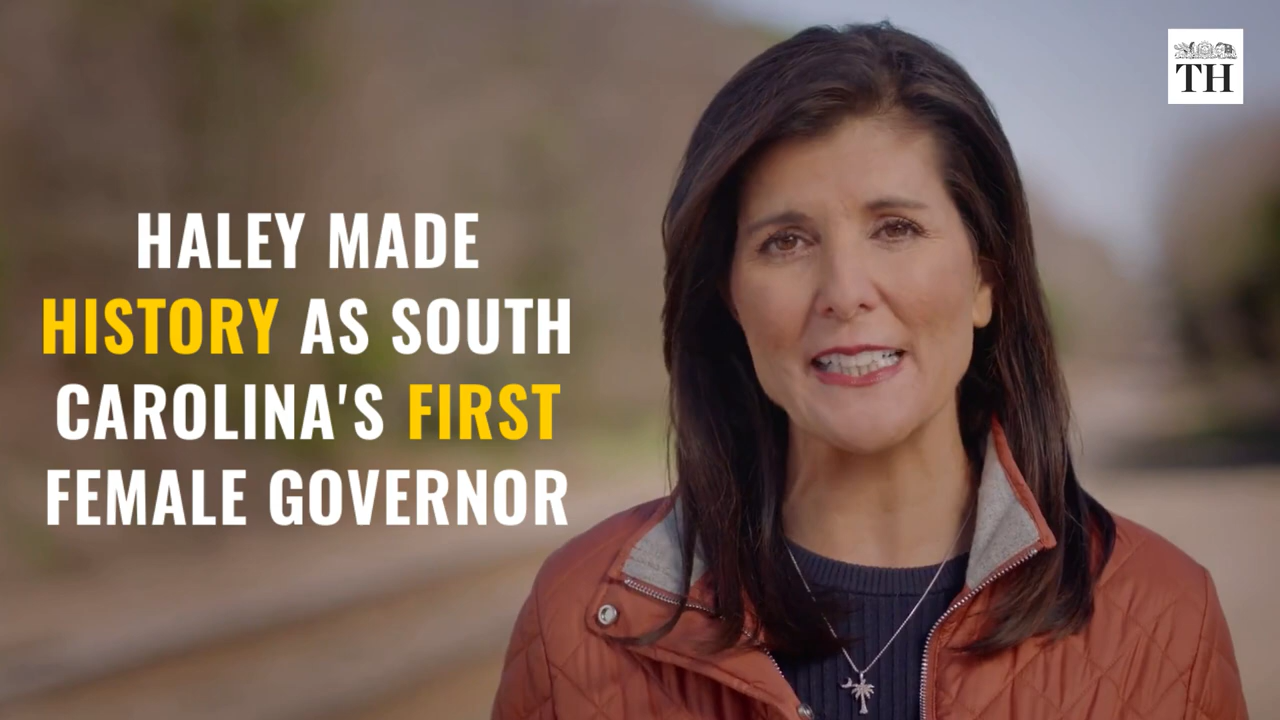 TH
HALEY MADE
HISTORY AS SOUTH
CAROLINA'S FIRST
FEMALE GOVERNOR